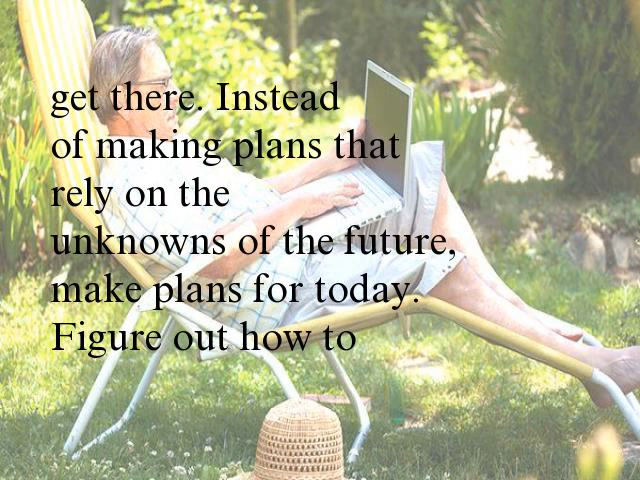 get there. Instead
of making plans that
rely on the
unknowns of the future,
make plans for today.
Figure out how to